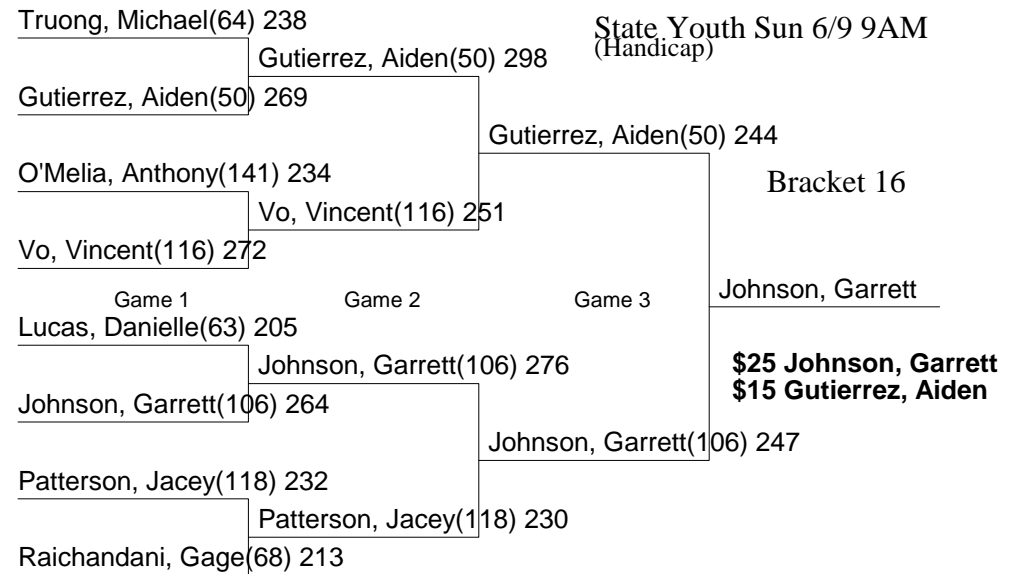 Truong, Michael(64) 238
State Youth Sun 6/9 9AM
(Handicap)
Gutierrez, Aiden(50) 298
Gutierrez, Aiden(50) 269
Gutierrez, Aiden(50) 244
O'Melia, Anthony(141) 234
Bracket 16
Vo, Vincent(116) 251
Vo, Vincent(116) 272
Game 1 Game 2 Game 3
Johnson, Garrett
Lucas, Danielle(63) 205
Johnson, Garrett(106) 276
$25 Johnson, Garrett
$15 Gutierrez, Aiden
Johnson, Garrett(106) 264
Johnson, Garrett(106) 247
Patterson, Jacey(118) 232
Patterson, Jacey(118) 230
Raichandani, Gage(68) 213